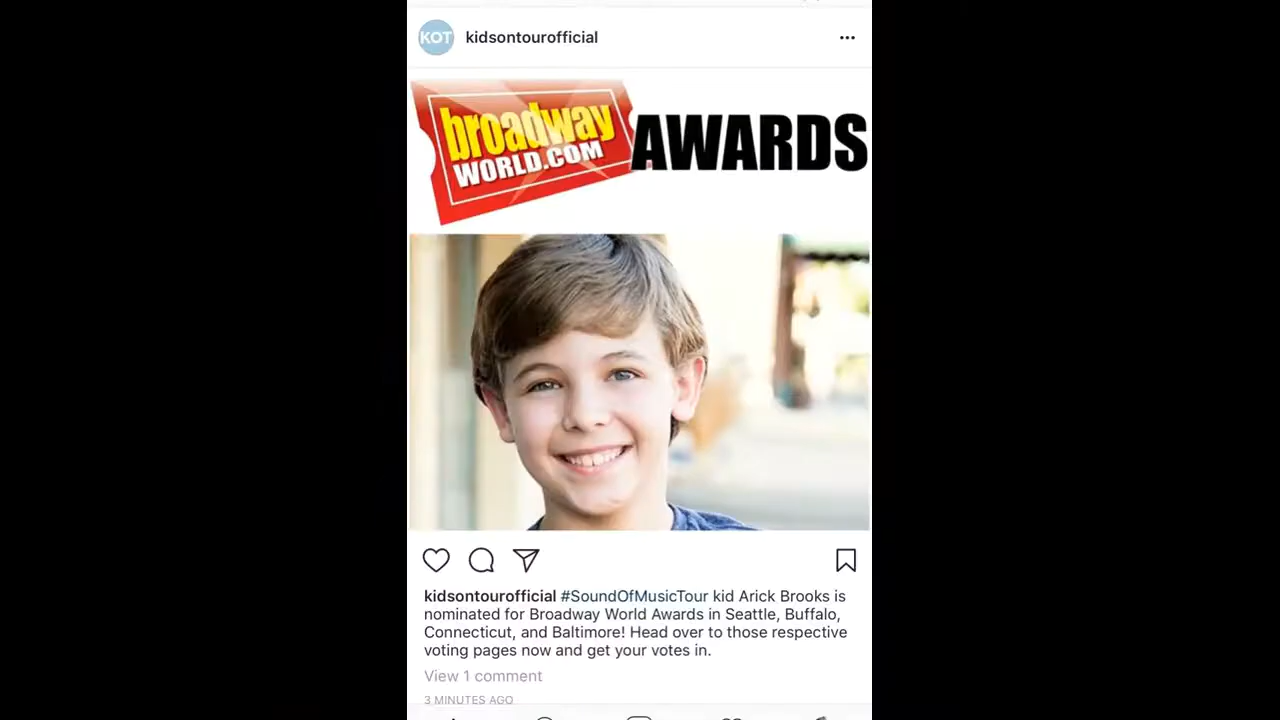 KOT kidsontourofficial
broadway
WORLD.COM
AWARDS
kidsontourofficial #SoundOfMusicTour kid Arick Brooks is
nominated for Broadway World Awards in Seattle, Buffalo,
Connecticut, and Baltimore! Head over to those respective
voting pages now and get your votes in.
View 1 comment
3 MINUTES AGO